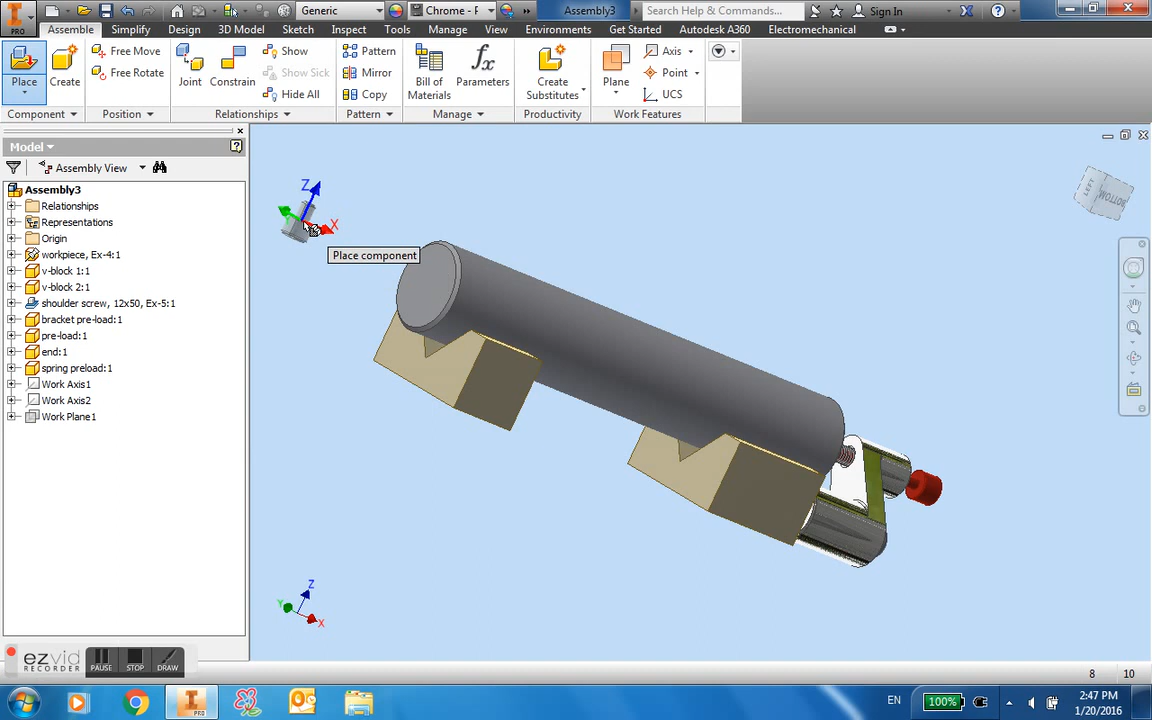 PRO
Generic
Chrome - F
Assembly3
Search Help & Commands...
Sign In
Assemble Simplify Design 3D Model Sketch Inspect Tools Manage View Environments Get Started Autodesk A360 Electromechanical
Place
Create
Free Move
Free Rotate
Joint
Constrain
Show
Show Sick
Hide All
Pattern
Mirror
Copy
Bill of
Materials
Parameters
Create
Substitutes
Plane
Axis
Point
UCS
Component Position Relationships Pattern Manage Productivity Work Features
Model
Assembly View
Assembly3
Relationships
Representations
Origin
workpiece, Ex-4:1
v-block 1:1
v-block 2:1
shoulder screw, 12x50, Ex-5:1
bracket pre-load:1
pre-load:1
end:1
spring preload:1
Work Axis1
Work Axis2
Work Plane1
Z
X
Place component
LEFT
BOTTOM
Z
Y
X
ezvid
RECORDER
PAUSE STOP DRAW
8 10
PRO
EN
100%
2:47 PM
1/20/2016